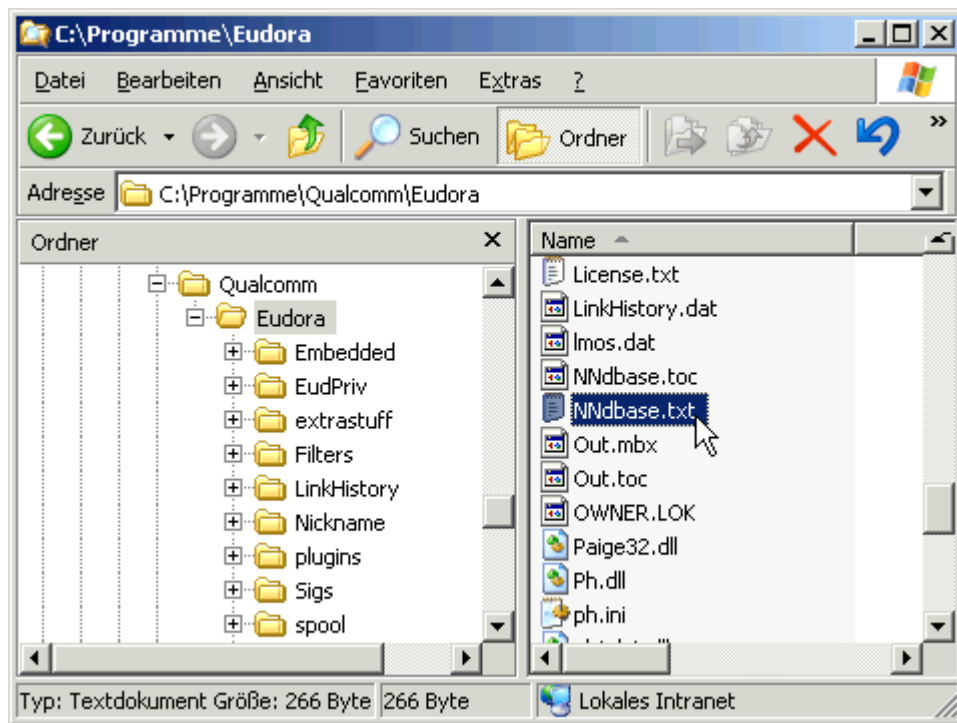 C:\Programme\Eudora
Datei Bearbeiten Ansicht Favoriten Extras ?
Zurück Suchen Ordner »
Adresse C:\Programme\Qualcomm\Eudora
Ordner
Qualcomm
Eudora
Embedded
EudPriv
extrastuff
Filters
LinkHistory
Nickname
plugins
Sigs
spool
Name
License.txt
LinkHistory.dat
lmos.dat
NNdbase.toc
NNdbase.txt
Out.mbx
Out.toc
OWNER.LOK
Paige32.dll
Ph.dll
ph.ini
Typ: Textdokument Größe: 266 Byte 266 Byte Lokales Intranet